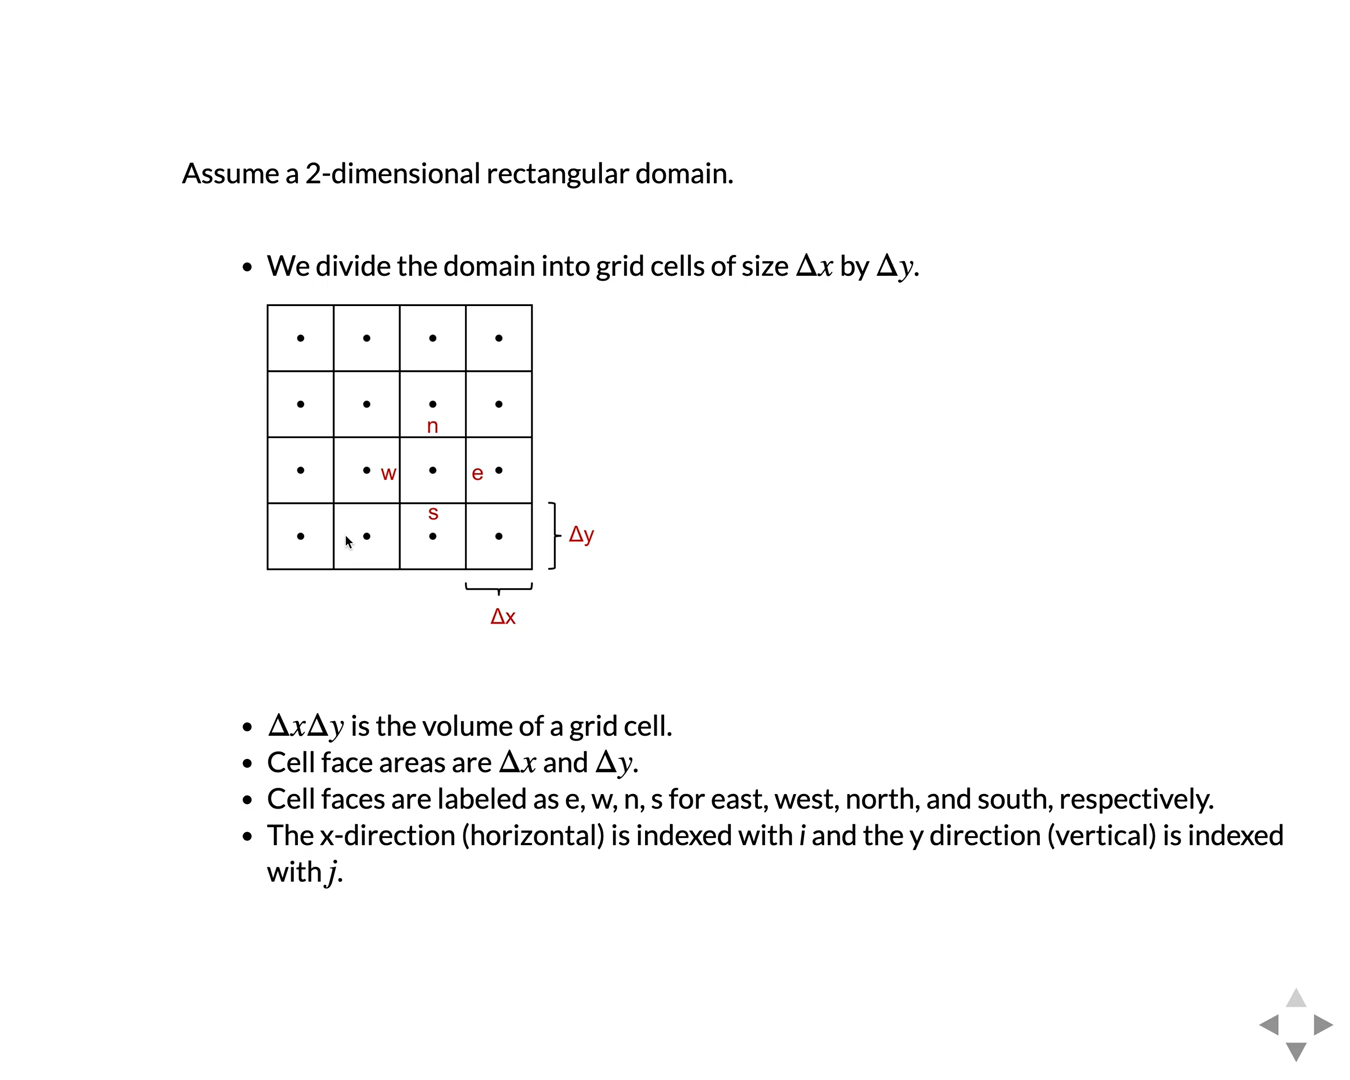 Assume a 2-dimensional rectangular domain.
• We divide the domain into grid cells of size Δx by Δy.
n
w e
s
Δy
Δx
• ΔxΔy is the volume of a grid cell.
• Cell face areas are Δx and Δy.
• Cell faces are labeled as e, w, n, s for east, west, north, and south, respectively.
• The x-direction (horizontal) is indexed with i and the y direction (vertical) is indexed
with j.